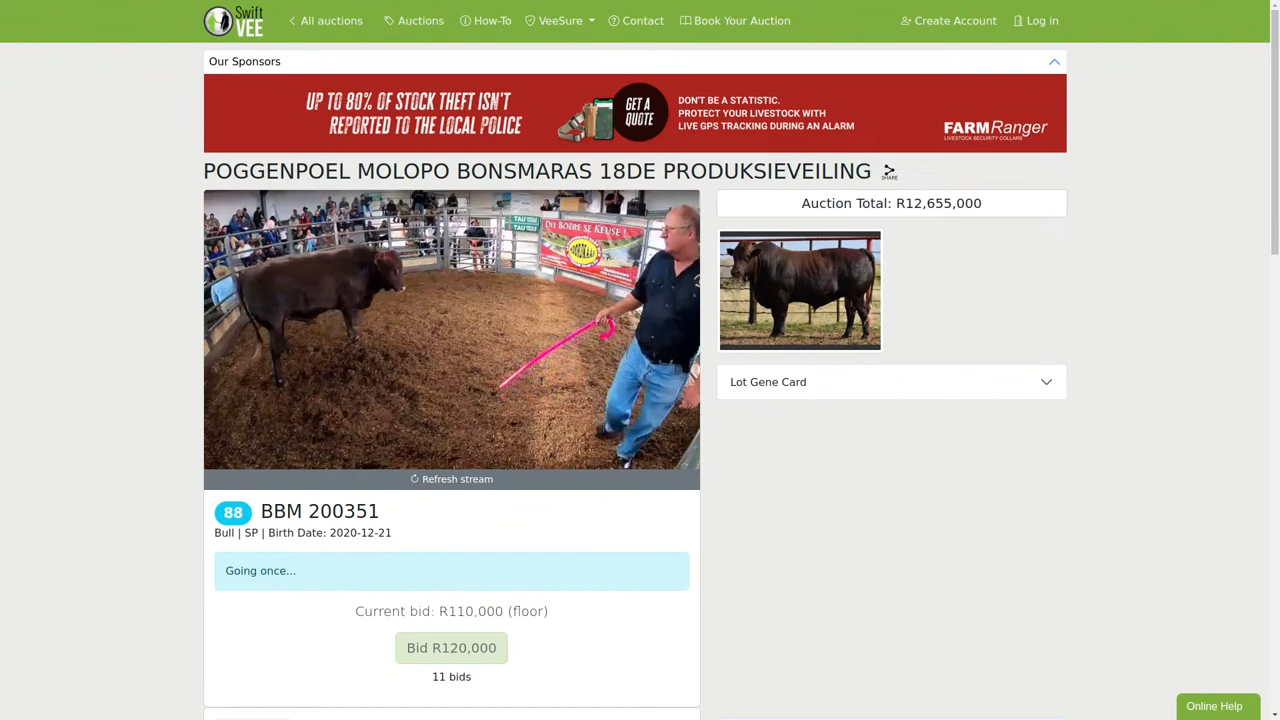 Swift VEE
All auctions
Auctions
How-To
VeeSure
Contact
Book Your Auction
Create Account
Log in
Our Sponsors
UP TO 80% OF STOCK THEFT ISN'T
REPORTED TO THE LOCAL POLICE
GET A
QUOTE
DON'T BE A STATISTIC.
PROTECT YOUR LIVESTOCK WITH
LIVE GPS TRACKING DURING AN ALARM
FARMRanger
LIVESTOCK SECURITY COLLARS
POGGENPOEL MOLOPO BONSMARAS 18DE PRODUKSIEVEILING
SHARE
Auction Total: R12,655,000
TAU
TAU
DIE BOERE SE KEUSE !
Lot Gene Card
Refresh stream
88 BBM 200351
Bull | SP | Birth Date: 2020-12-21
Going once...
Current bid: R110,000 (floor)
Bid R120,000
11 bids
Online Help